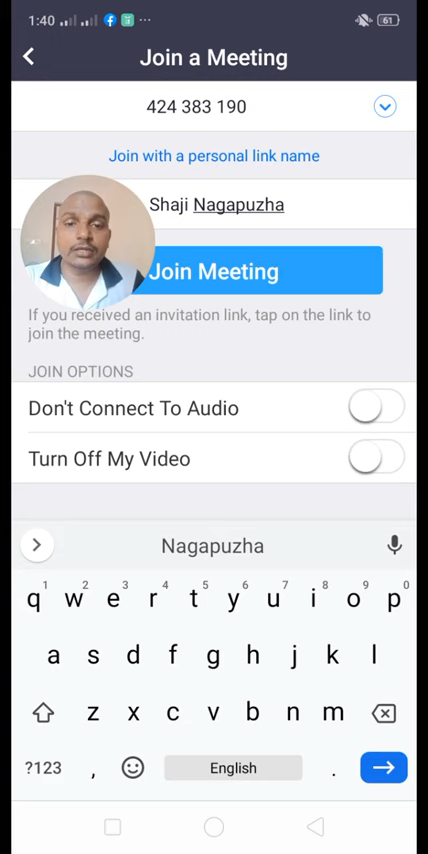 1:40
61
Join a Meeting
424 383 190
Join with a personal link name
Shaji Nagapuzha
Join Meeting
If you received an invitation link, tap on the link to
join the meeting.
JOIN OPTIONS
Don't Connect To Audio
Turn Off My Video
Nagapuzha
1 2 3 4 5 6 7 8 9 0
q w e r t y u i o p
a s d f g h j k l
z x c v b n m
?123 , English .